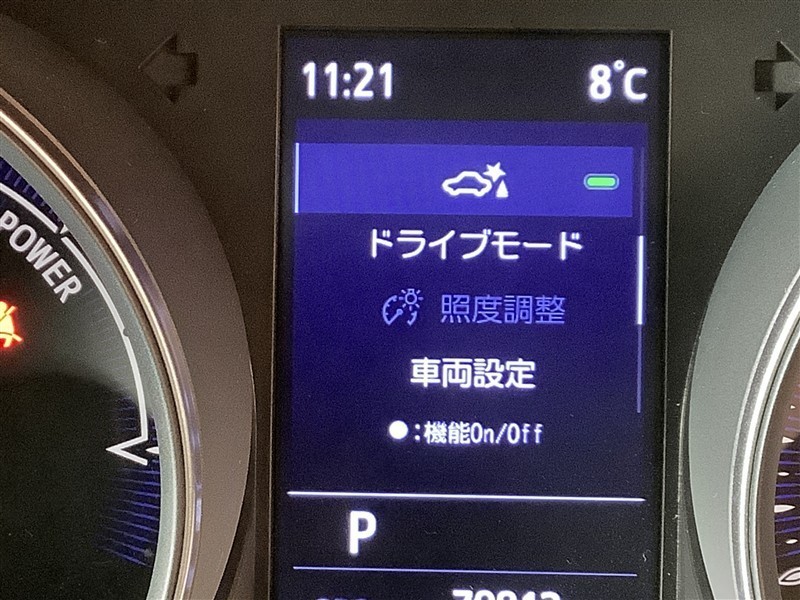 11:21 8°C
POWER
ドライブモード
照度調整
車両設定
●:機能On/Off
P